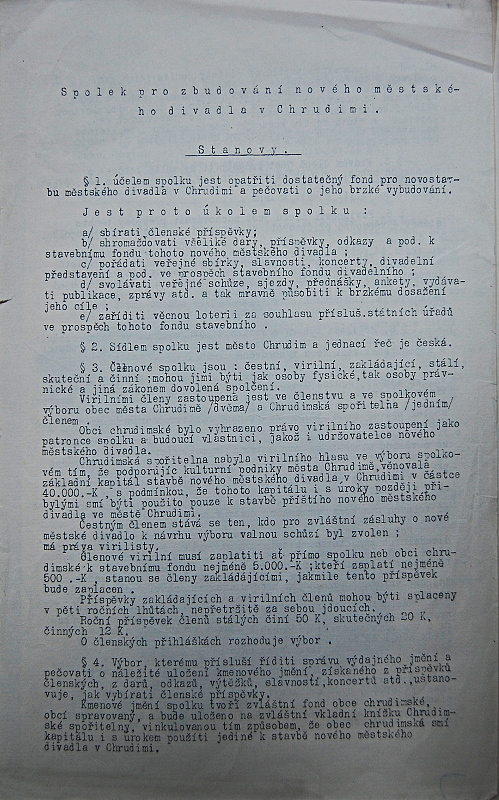 Spolek pro zbudování nového městské-
ho divadla v Chrudimi.
Stanovy.
§ 1. účelem spolku jest opatřiti dostatečný fond pro novostav-
bu městského divadla v Chrudimi a pečovati o jeho brzké vybudování.
Jest proto úkolem spolku :
a/ sbírati členské příspěvky;
b/ shromažďovati všeliké dary, příspěvky, odkazy a pod. k
stavebnímu fondu tohoto nového městského divadla ;
c/ pořádati veřejné sbírky, slavnosti, koncerty, divadelní
představení a pod. ve prospěch stavebního fondu divadelního ;
d/ svolávati veřejné schůze, sjezdy, přednášky, ankety, vydáva-
ti publikace, zprávy atd. a tak mravně působiti k brzkému dosažení
jeho cíle ;
e/ zaříditi věcnou loterii za souhlasu přísluš.státních úřadů
ve prospěch tohoto fondu stavebního .
§ 2. Sídlem spolku jest město Chrudim a jednací řeč je česká.
§ 3. Členové spolku jsou : čestní, virilní, zakládající, stálí,
skuteční a činní ;mohou jimi býti jak osoby fysické,tak osoby práv-
nické a jiná zákonem dovolená spolčení.
Virilními členy zastoupena jest ve členstvu a ve spolkovém
výboru obec města Chrudimě /dvěma/ a Chrudimská spořitelna /jedním/
členem .
Obci chrudimské bylo vyhrazeno právo virilního zastoupení jako
patronce spolku a budoucí vlastnici, jakož i udržovatelce nového
městského divadla.
Chrudimská spořitelna nabyla virilního hlasu ve výboru spolko-
vém tím, že podporujíc kulturní podniky města Chrudimě,věnovala
základní kapitál stavbě nového městského divadla v Chrudimi v částce
40.000.-K , s podmínkou, že tohoto kapitálu i s úroky později při-
bylými smí býti použito pouze k stavbě příštího nového městského
divadla ve městě Chrudimi.
Čestným členem stává se ten, kdo pro zvláštní zásluhy o nové
městské divadlo k návrhu výboru valnou schůzí byl zvolen ;
má práva virilisty.
Členové virilní musí zaplatiti ať přímo spolku neb obci chru-
dimské k stavebnímu fondu nejméně 5.000.-K ;kteří zaplatí nejméně
500 .-K , stanou se členy zakládajícími, jakmile tento příspěvek
bude zaplacen .
Příspěvky zakládajících a virilních členů mohou býti splaceny
v pěti ročních lhůtách, nepřetržitě za sebou jdoucích.
Roční příspěvek členů stálých činí 50 K, skutečných 20 K,
činných 12 K.
O členských přihláškách rozhoduje výbor .
§ 4. Výbor, kterému přísluší říditi správu výdajného jmění a
pečovati o náležité uložení kmenového jmění, získaného z příspěvků
členských, z darů, odkazů, výtěžků, slavností,koncertů atd.,ustano-
vuje, jak vybírati členské příspěvky.
Kmenové jmění spolku tvoří zvláštní fond obce chrudimské,
obcí spravovaný, a bude uloženo na zvláštní vkladní knížku Chrudim-
ské spořitelny, vinkulovanou tím způsobem, že obec chrudimská smí
kapitálu i s úrokem použíti jedině k stavbě nového městského
divadla v Chrudimi.